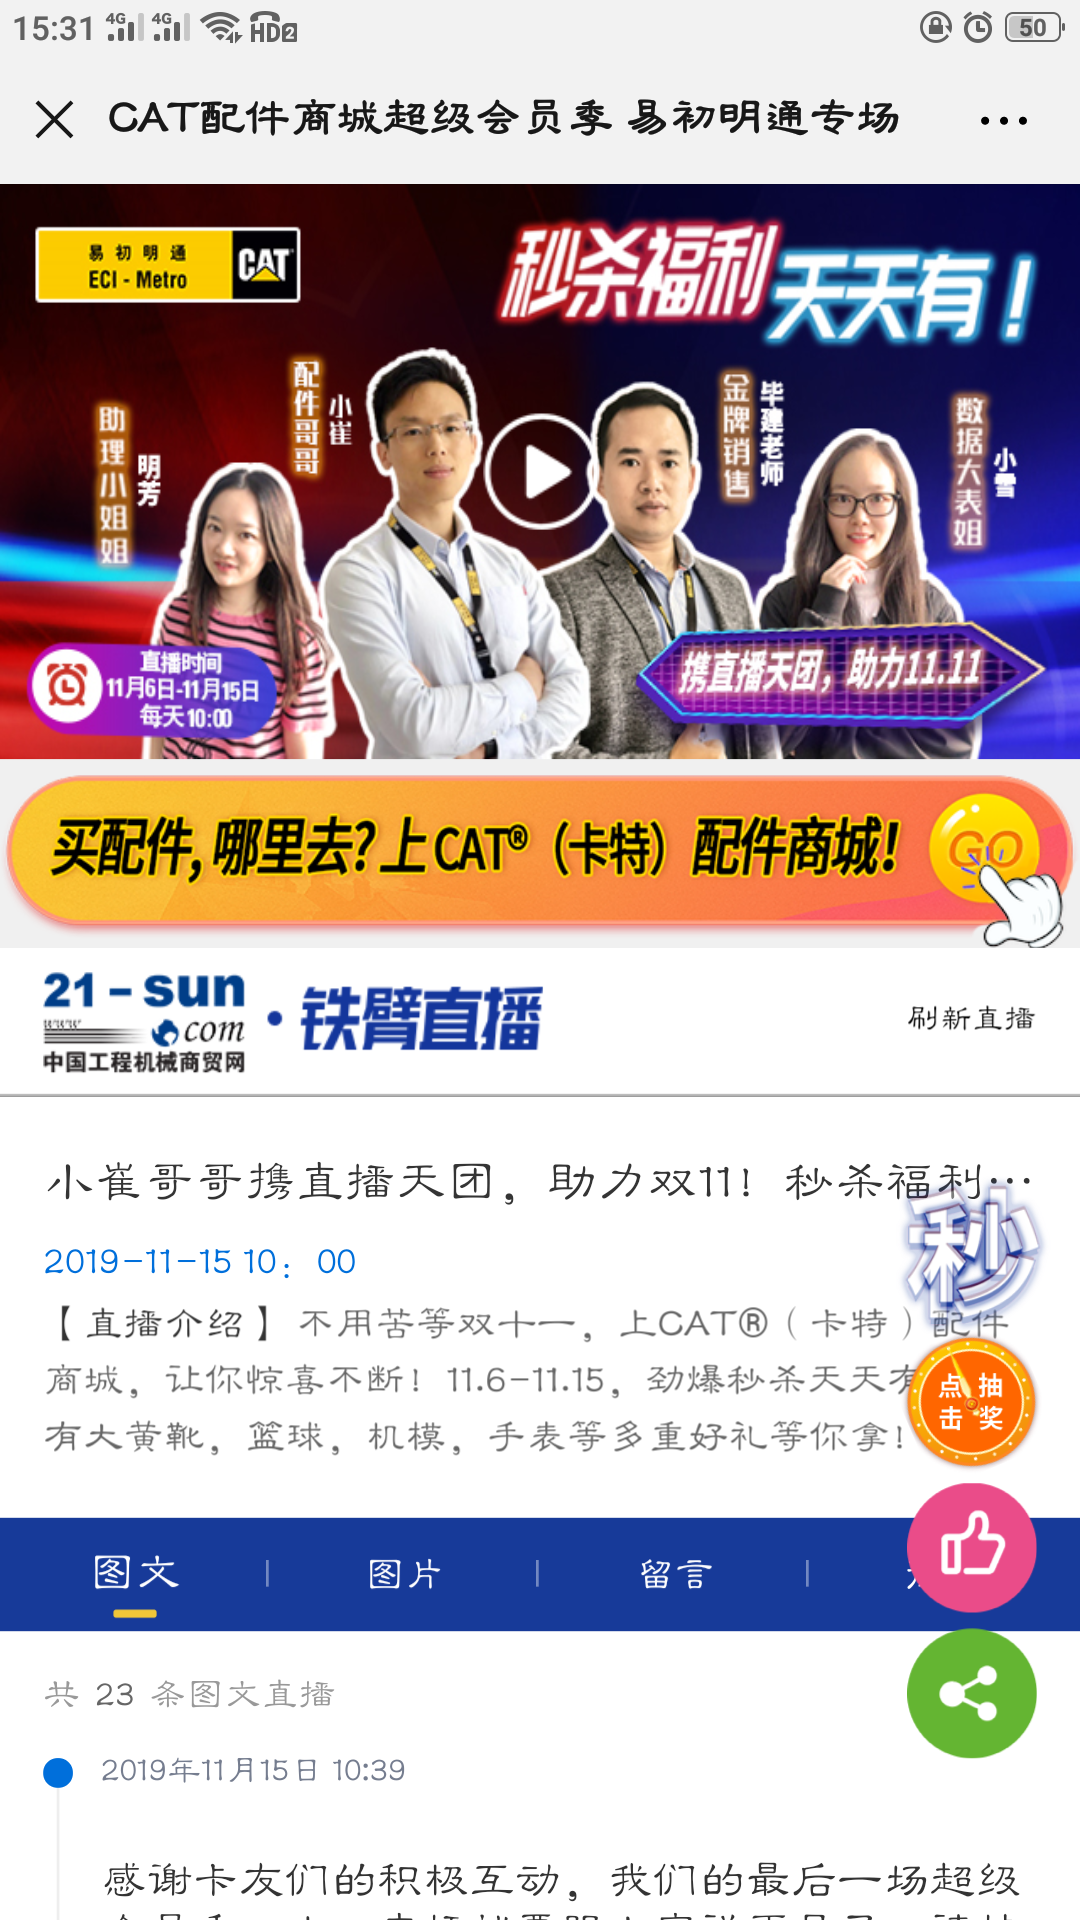 15:31 4G 4G HD2 50
CAT配件商城超级会员季 易初明通专场
易初明通
ECI - Metro
CAT
秒杀福利天天有！
助理小姐姐
明芳
配件哥哥
小崔
金牌销售
毕建老师
数据大表姐
小雪
直播时间
11月6日-11月15日
每天10:00
携直播天团，助力11.11
买配件,哪里去?上CAT®（卡特）配件商城!
GO
21-sun
.com
中国工程机械商贸网
·铁臂直播
刷新直播
小崔哥哥携直播天团，助力双11！秒杀福利…
秒
2019-11-15 10：00
【直播介绍】不用苦等双十一，上CAT®（卡特）配件
商城，让你惊喜不断！11.6-11.15，劲爆秒杀天天有
有大黄靴，篮球，机模，手表等多重好礼等你拿！
点击
抽奖
图文
图片
留言
共 23 条图文直播
2019年11月15日 10:39
感谢卡友们的积极互动，我们的最后一场超级